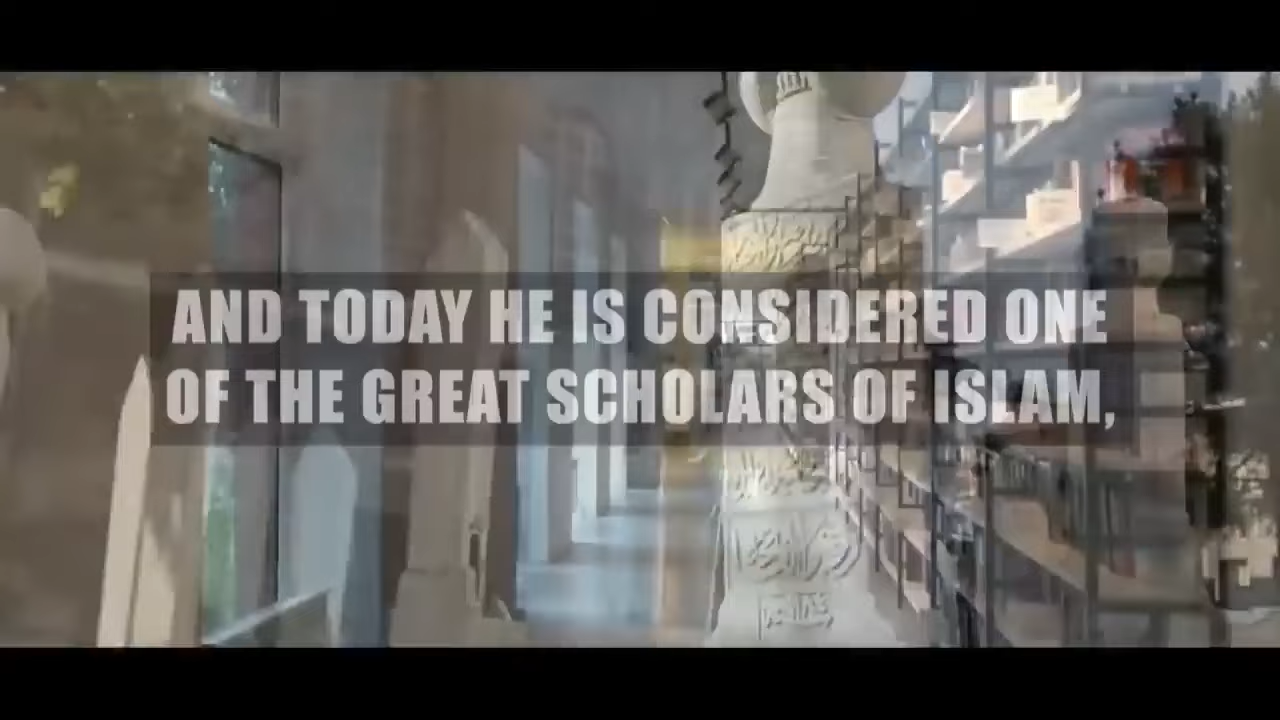 AND TODAY HE IS CONSIDERED ONE
OF THE GREAT SCHOLARS OF ISLAM,